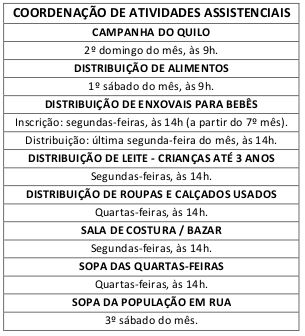 COORDENAÇÃO DE ATIVIDADES ASSISTENCIAIS
CAMPANHA DO QUILO
2º domingo do mês, às 9h.
DISTRIBUIÇÃO DE ALIMENTOS
1º sábado do mês, às 9h.
DISTRIBUIÇÃO DE ENXOVAIS PARA BEBÊS
Inscrição: segundas-feiras, às 14h (a partir do 7º mês).
Distribuição: última segunda-feira do mês, às 14h.
DISTRIBUIÇÃO DE LEITE - CRIANÇAS ATÉ 3 ANOS
Segundas-feiras, às 14h.
DISTRIBUIÇÃO DE ROUPAS E CALÇADOS USADOS
Quartas-feiras, às 14h.
SALA DE COSTURA / BAZAR
Segundas-feiras, às 14h.
SOPA DAS QUARTAS-FEIRAS
Quartas-feiras, às 14h.
SOPA DA POPULAÇÃO EM RUA
3º sábado do mês.